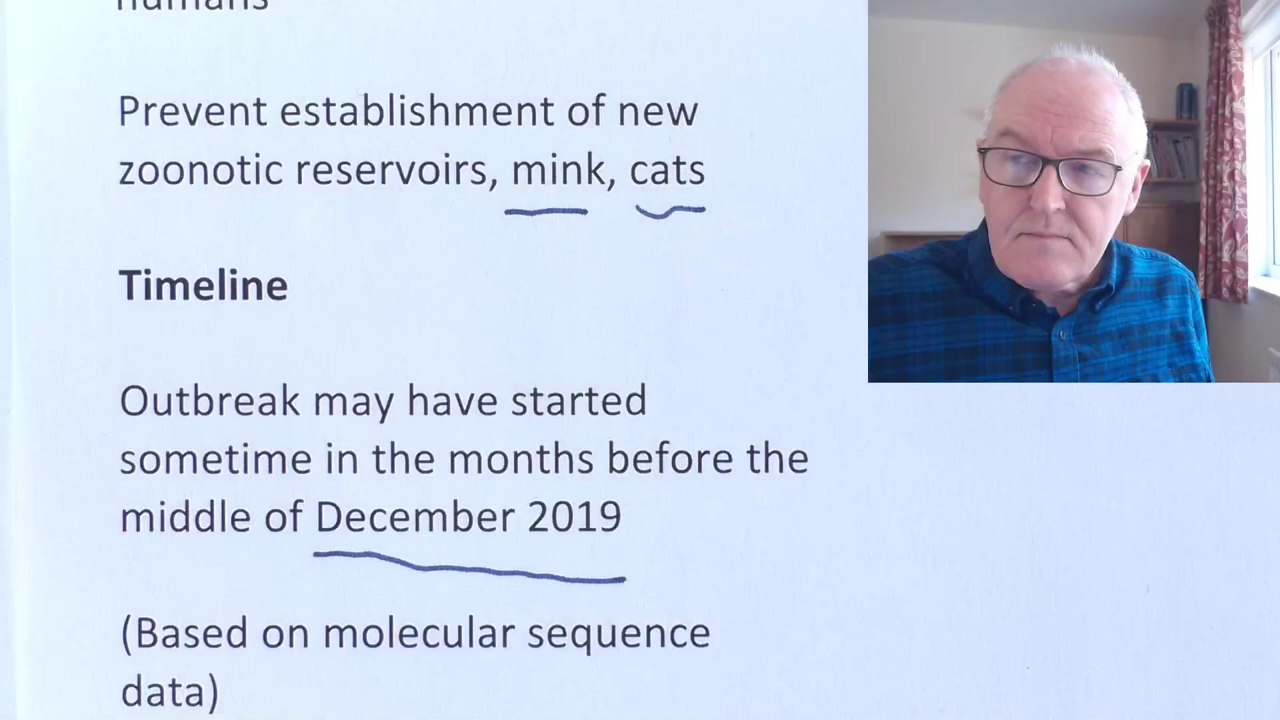 humans
Prevent establishment of new
zoonotic reservoirs, mink, cats
Timeline
Outbreak may have started
sometime in the months before the
middle of December 2019
(Based on molecular sequence
data)